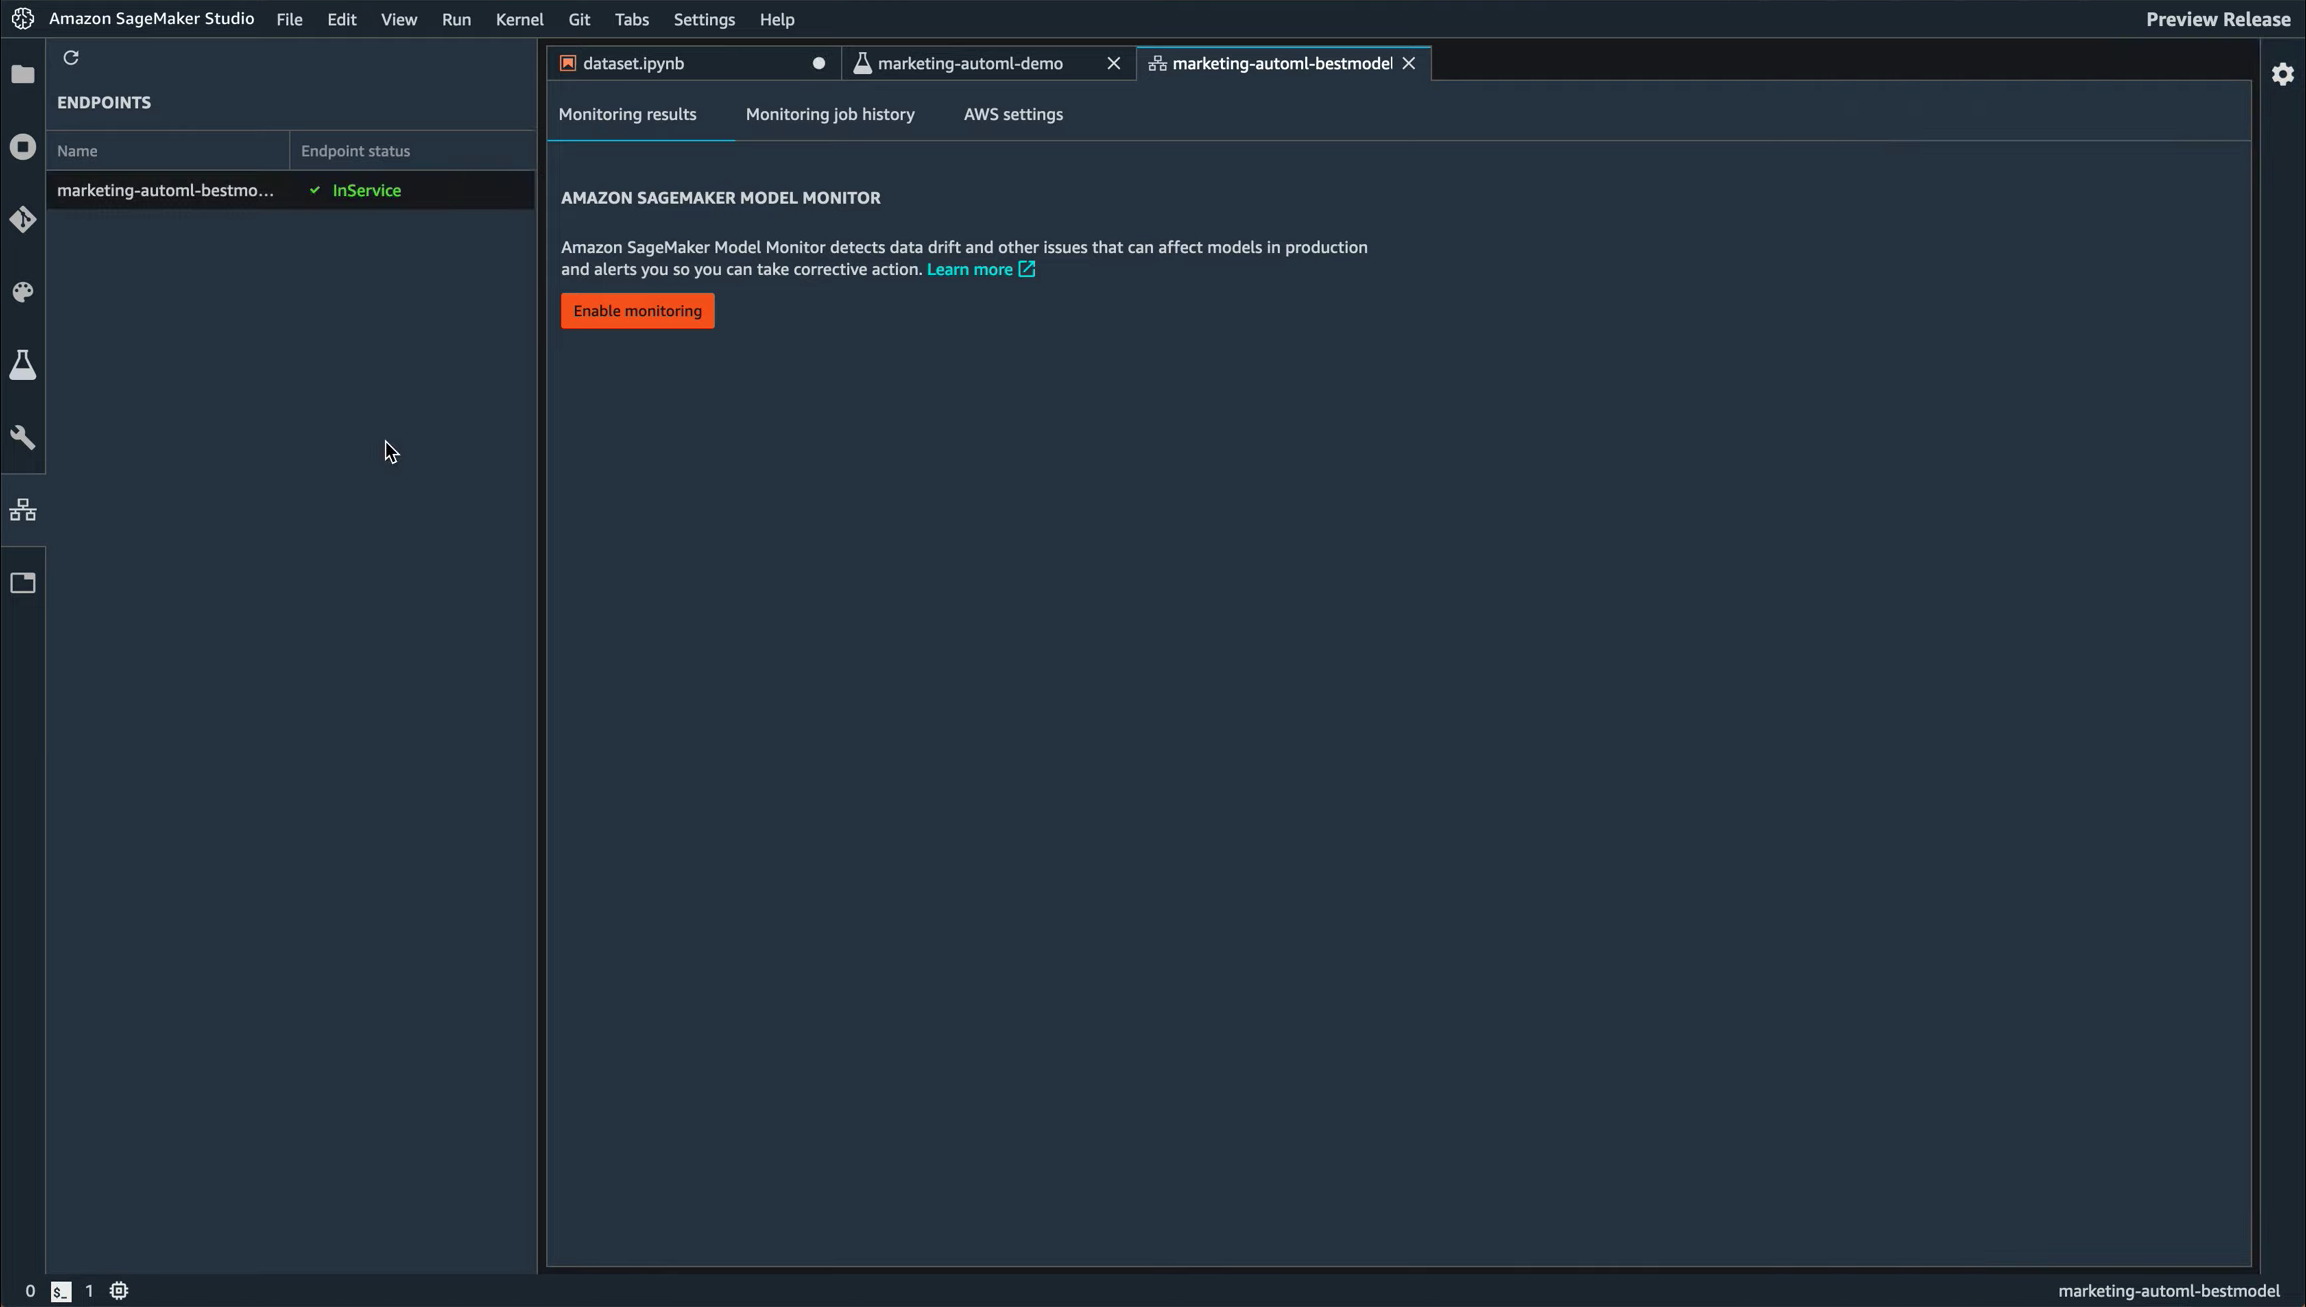 Amazon SageMaker Studio File Edit View Run Kernel Git Tabs Settings Help Preview Release
ENDPOINTS
Name Endpoint status
marketing-automl-bestmo... InService
dataset.ipynb marketing-automl-demo marketing-automl-bestmodel
Monitoring results Monitoring job history AWS settings
AMAZON SAGEMAKER MODEL MONITOR
Amazon SageMaker Model Monitor detects data drift and other issues that can affect models in production
and alerts you so you can take corrective action. Learn more
Enable monitoring
0 $_ 1 marketing-automl-bestmodel